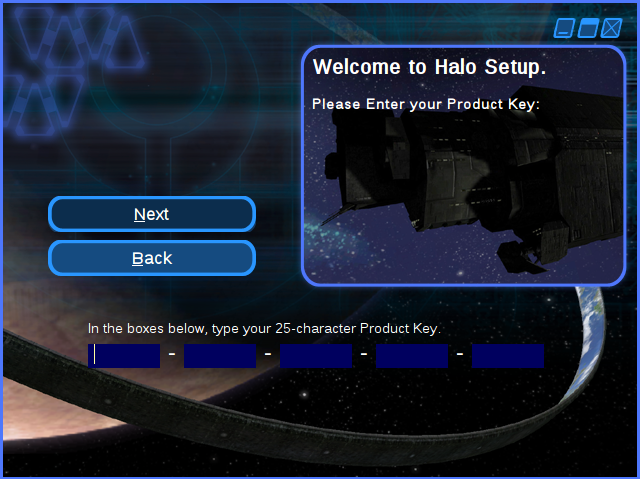 Welcome to Halo Setup.
Please Enter your Product Key:
Next
Back
In the boxes below, type your 25-character Product Key.
- - - -